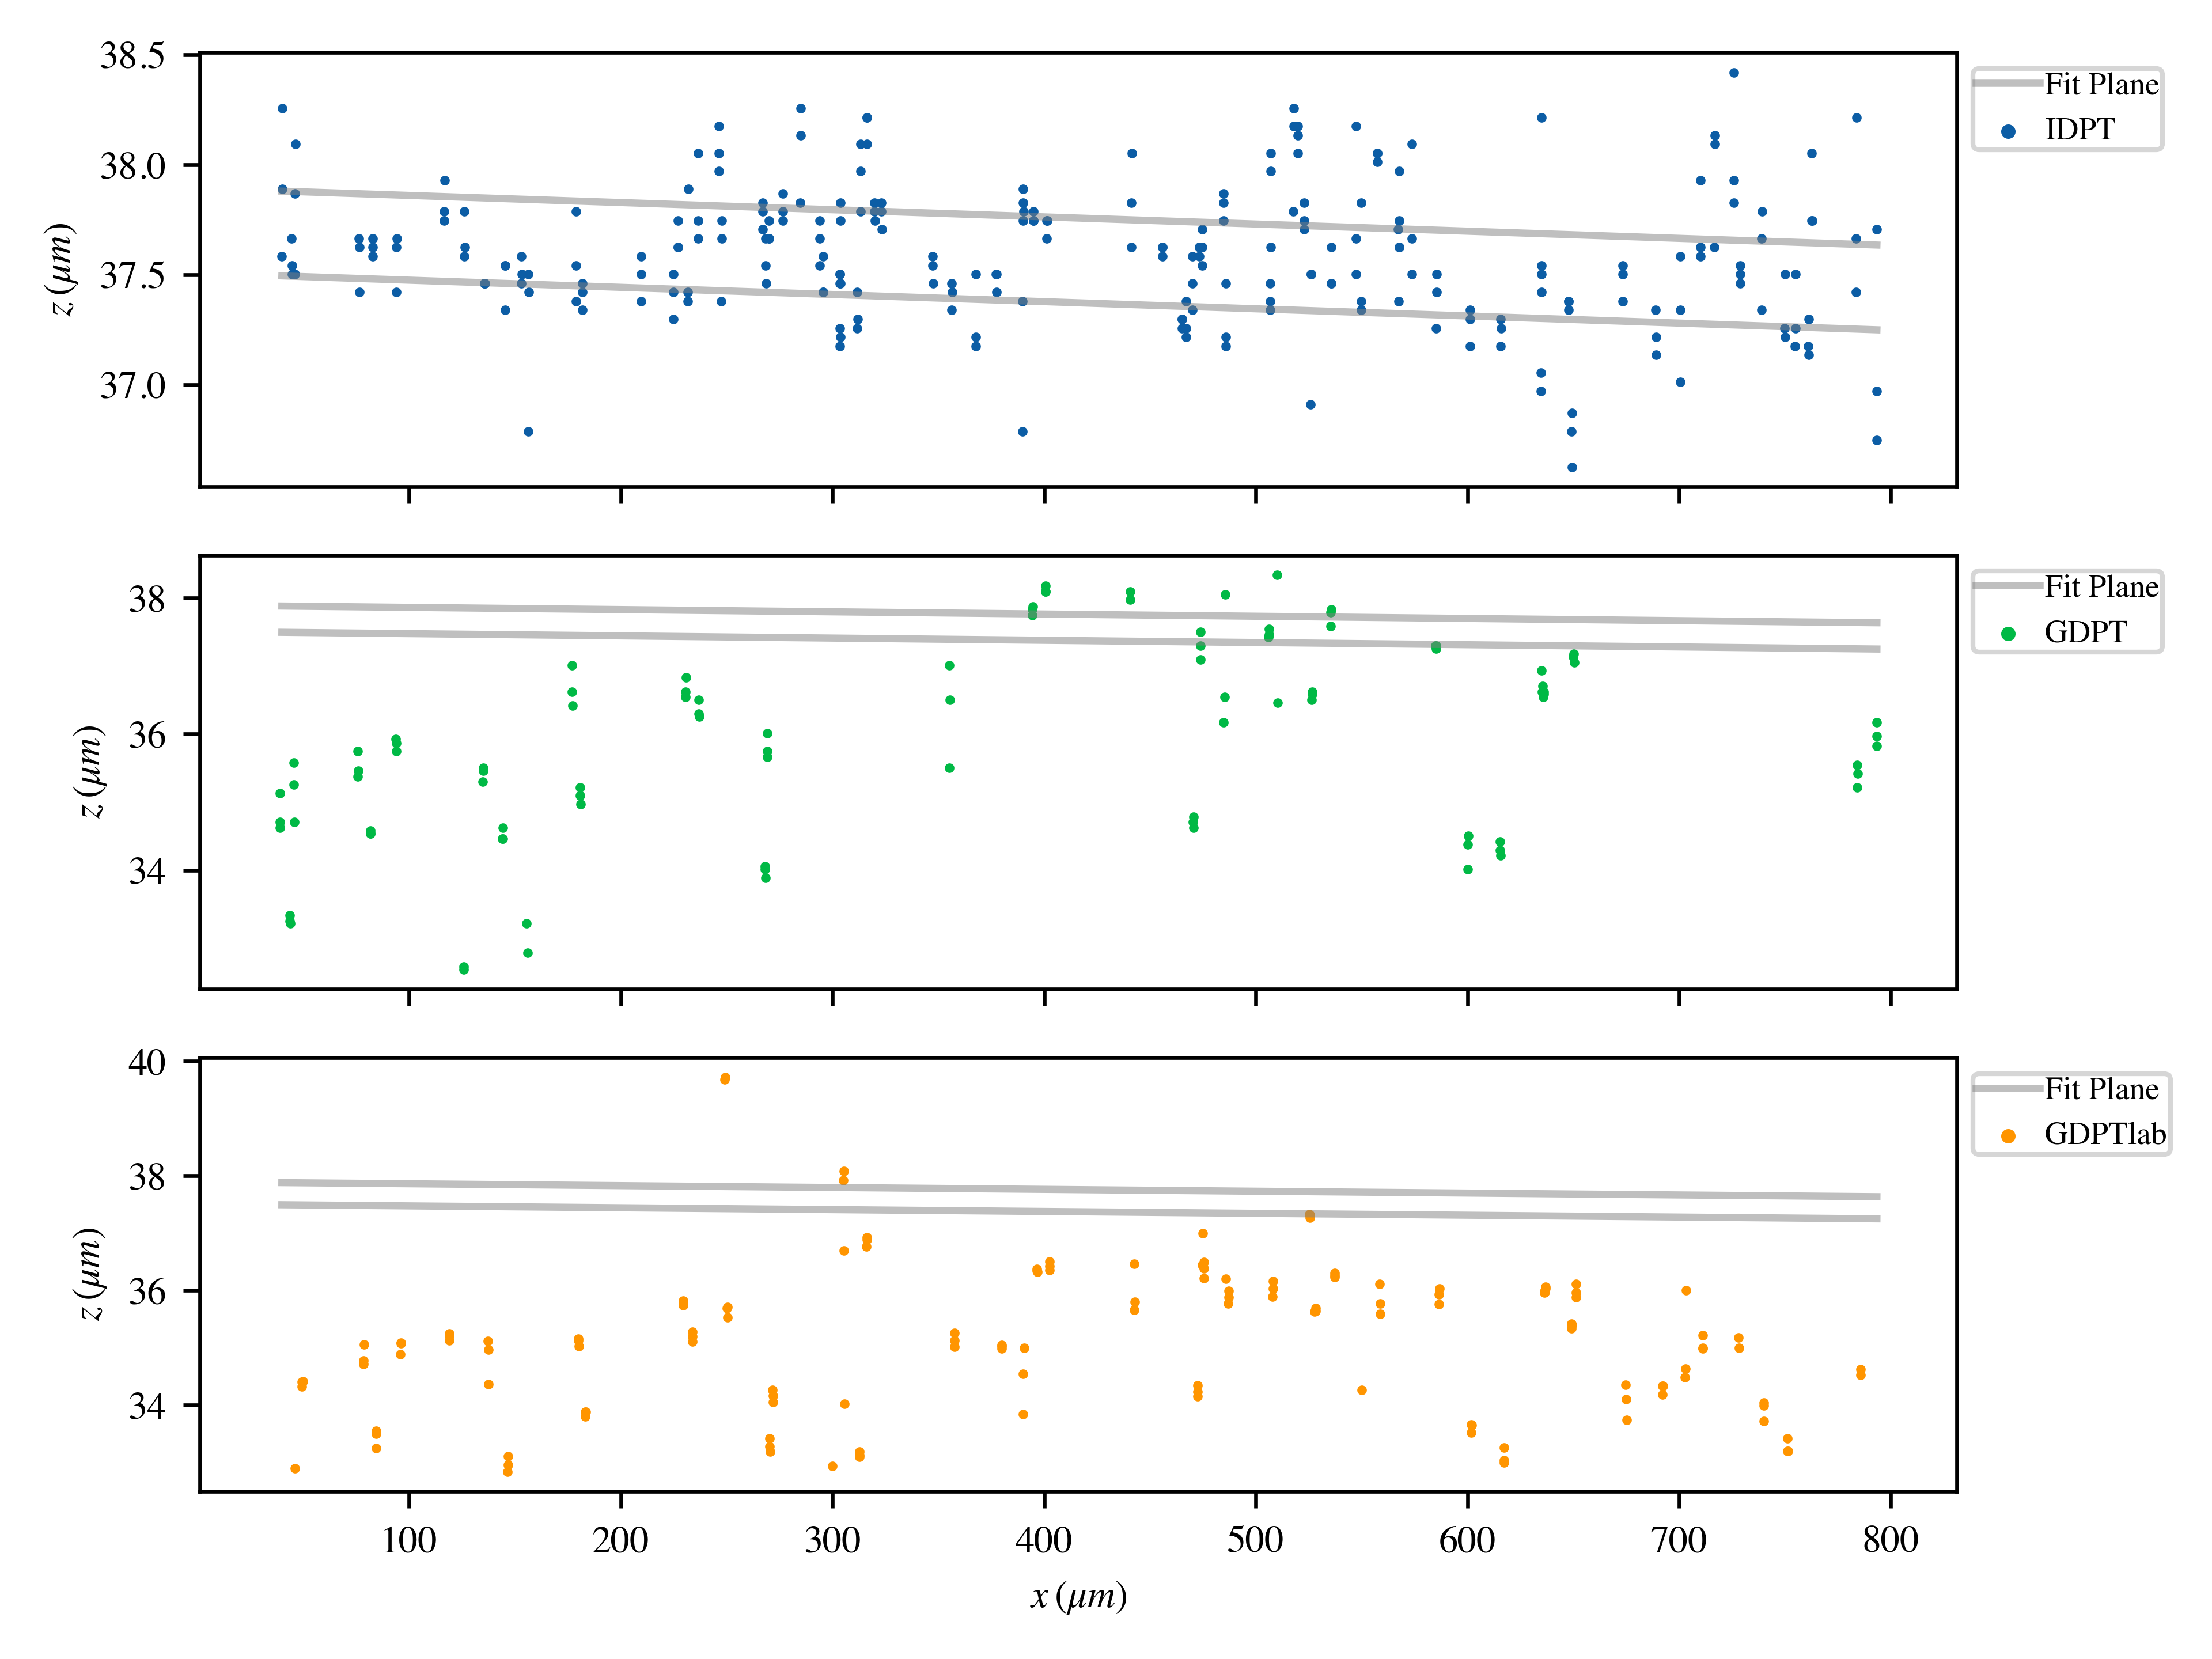 38.5
38.0
37.5
37.0
z (μm)
Fit Plane
IDPT
38
36
34
z (μm)
Fit Plane
GDPT
40
38
36
34
z (μm)
Fit Plane
GDPTlab
100 200 300 400 500 600 700 800
x (μm)